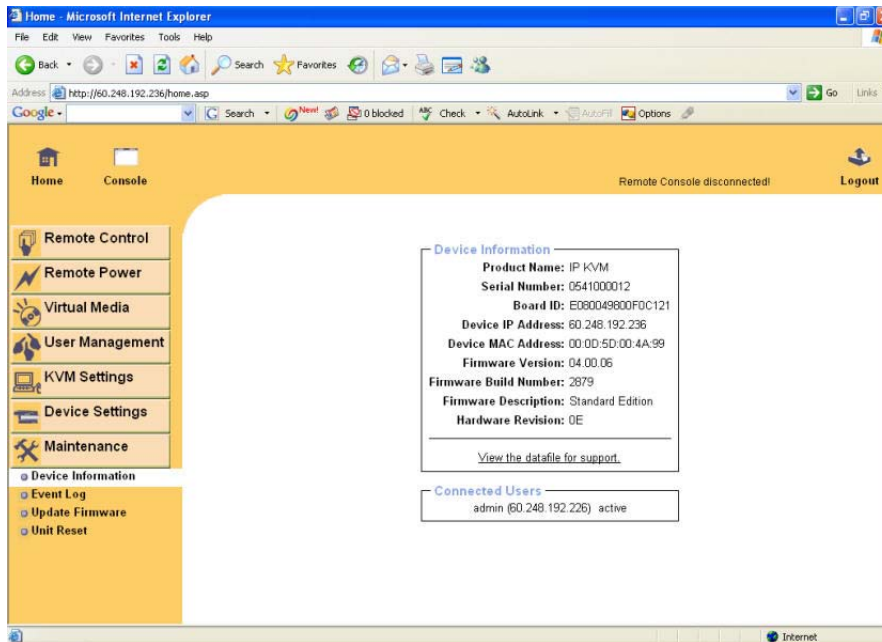 Home - Microsoft Internet Explorer
File Edit View Favorites Tools Help
Back Search Favorites
Address http://60.248.192.236/home.asp Go Links
Google Search New! 0 blocked ABC Check AutoLink AutoFill Options
Home Console Remote Console disconnected! Logout
Remote Control
Remote Power
Virtual Media
User Management
KVM Settings
Device Settings
Maintenance
Device Information
Event Log
Update Firmware
Unit Reset
Device Information
Product Name: IP KVM
Serial Number: 0541000012
Board ID: E080049800F0C121
Device IP Address: 60.248.192.236
Device MAC Address: 00:0D:5D:00:4A:99
Firmware Version: 04.00.06
Firmware Build Number: 2879
Firmware Description: Standard Edition
Hardware Revision: 0E
View the datafile for support.
Connected Users
admin (60.248.192.226) active
Internet